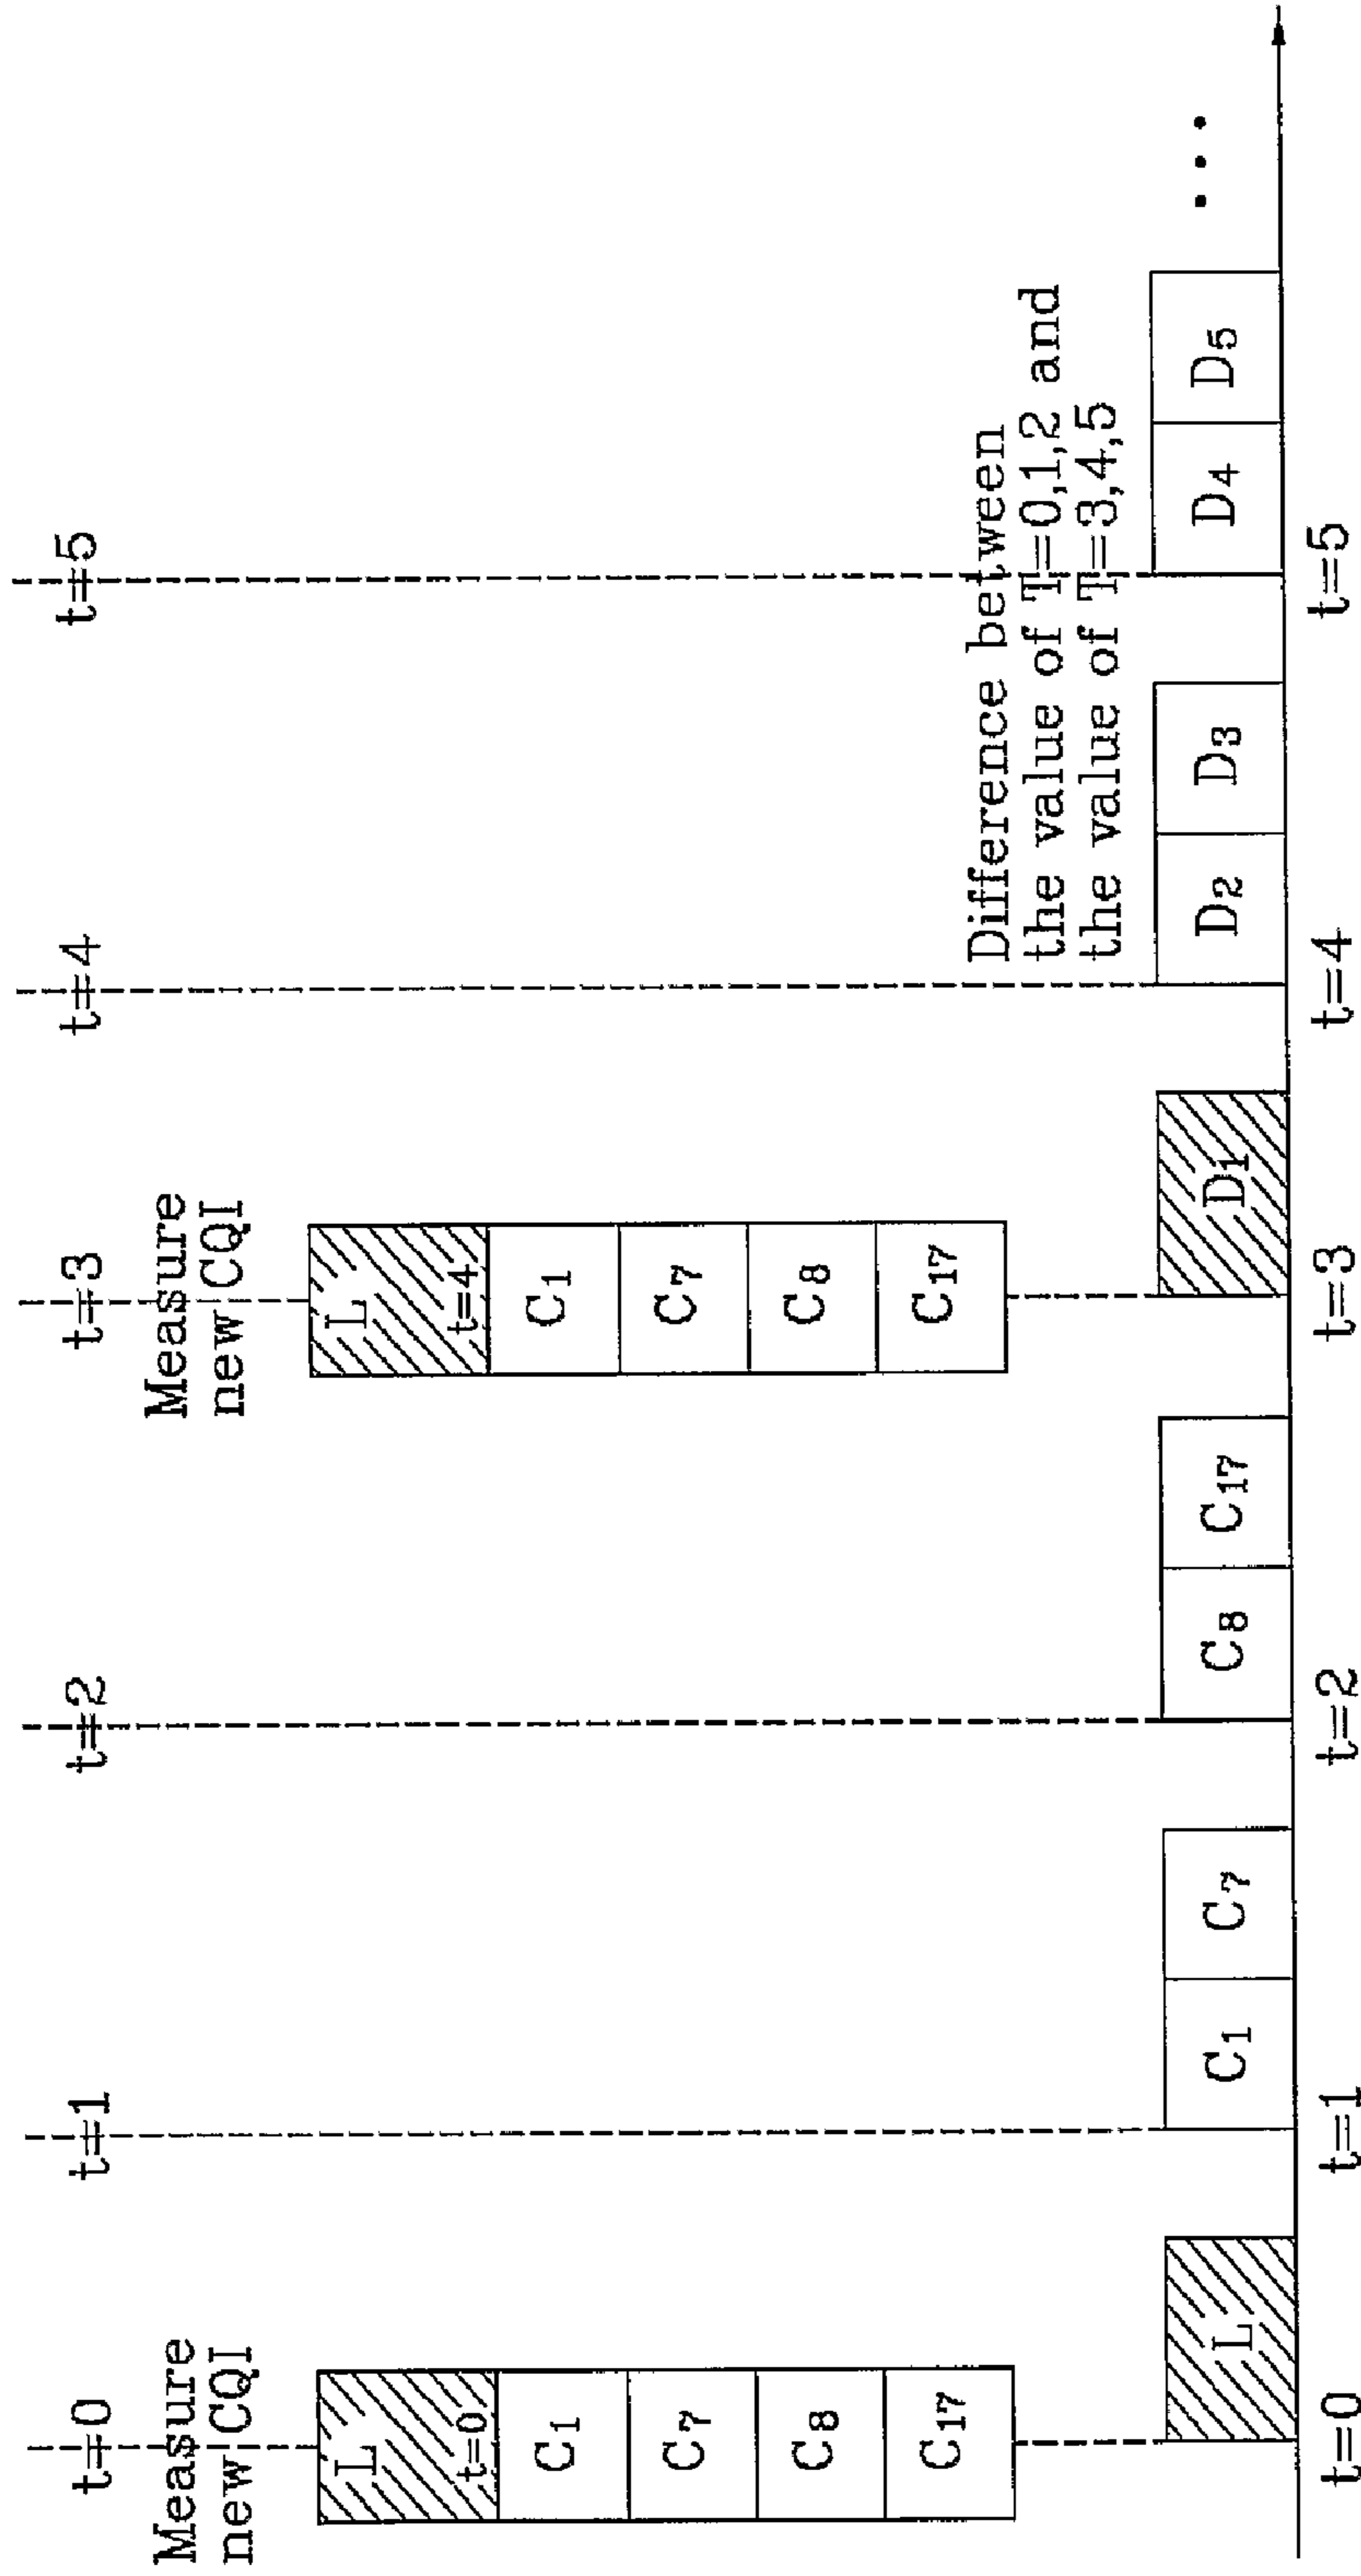 t=0 t=1 t=2 t=3 t=4 t=5
Measure
new CQI
Measure
new CQI
L
t=0
C1
C7
C8
C17
L
t=4
C1
C7
C8
C17
Difference between
the value of T=0,1,2 and
the value of T=3,4,5
L C1 C7 C8 C17 D1 D2 D3 D4 D5 ...
t=0 t=1 t=2 t=3 t=4 t=5